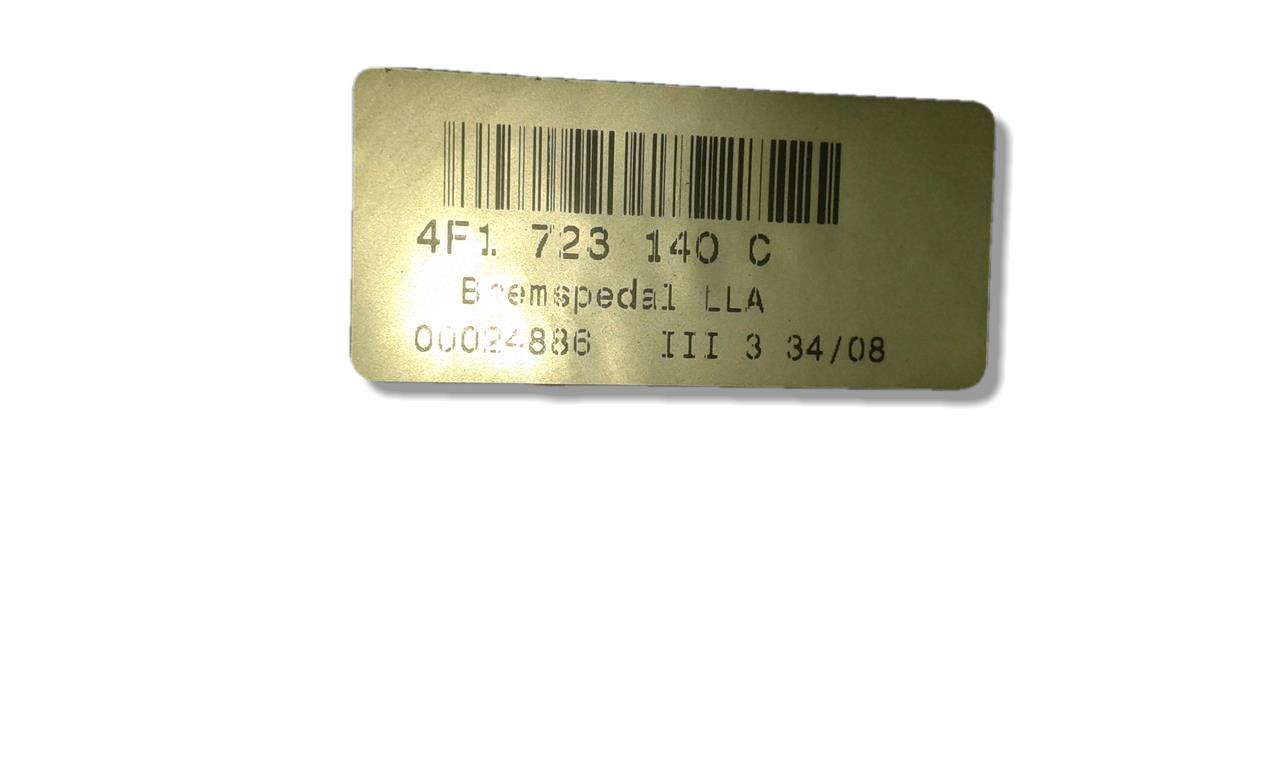 4F1 723 140 C
Bremspedal LLA
00024886 III 3 34/08